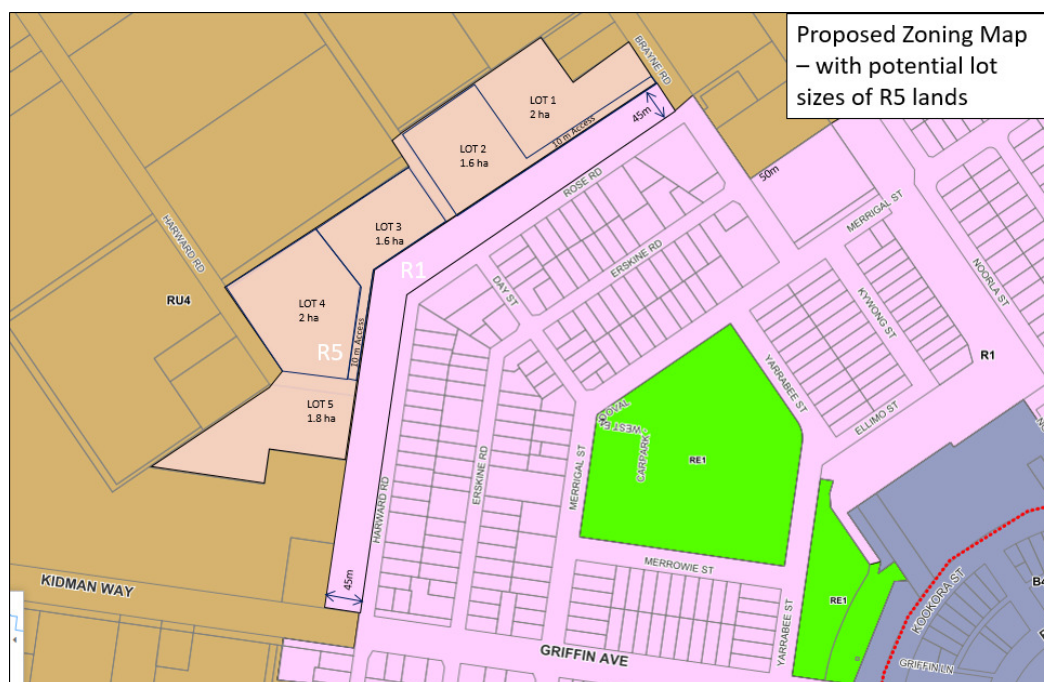 Proposed Zoning Map
– with potential lot
sizes of R5 lands
BRAYNE RD
LOT 1
2 ha
45m
10 m Access
LOT 2
1.6 ha
ROSE RD
50m
MERRIGAL ST
HARWARD RD
LOT 3
1.6 ha
R1
ERSKINE RD
NOORLA ST
DAY ST
KYWONG ST
RU4
LOT 4
2 ha
R5
10 m Access
YARRABEE ST
R1
LOT 5
1.8 ha
ELLIMO ST
OVAL
WEST E
CARPARK
RE1
HARWARD RD
ERSKINE RD
MERRIGAL ST
MERROWIE ST
KIDMAN WAY
45m
RE1
YARRABEE ST
KOOKORA ST
B4
GRIFFIN AVE
GRIFFIN LN